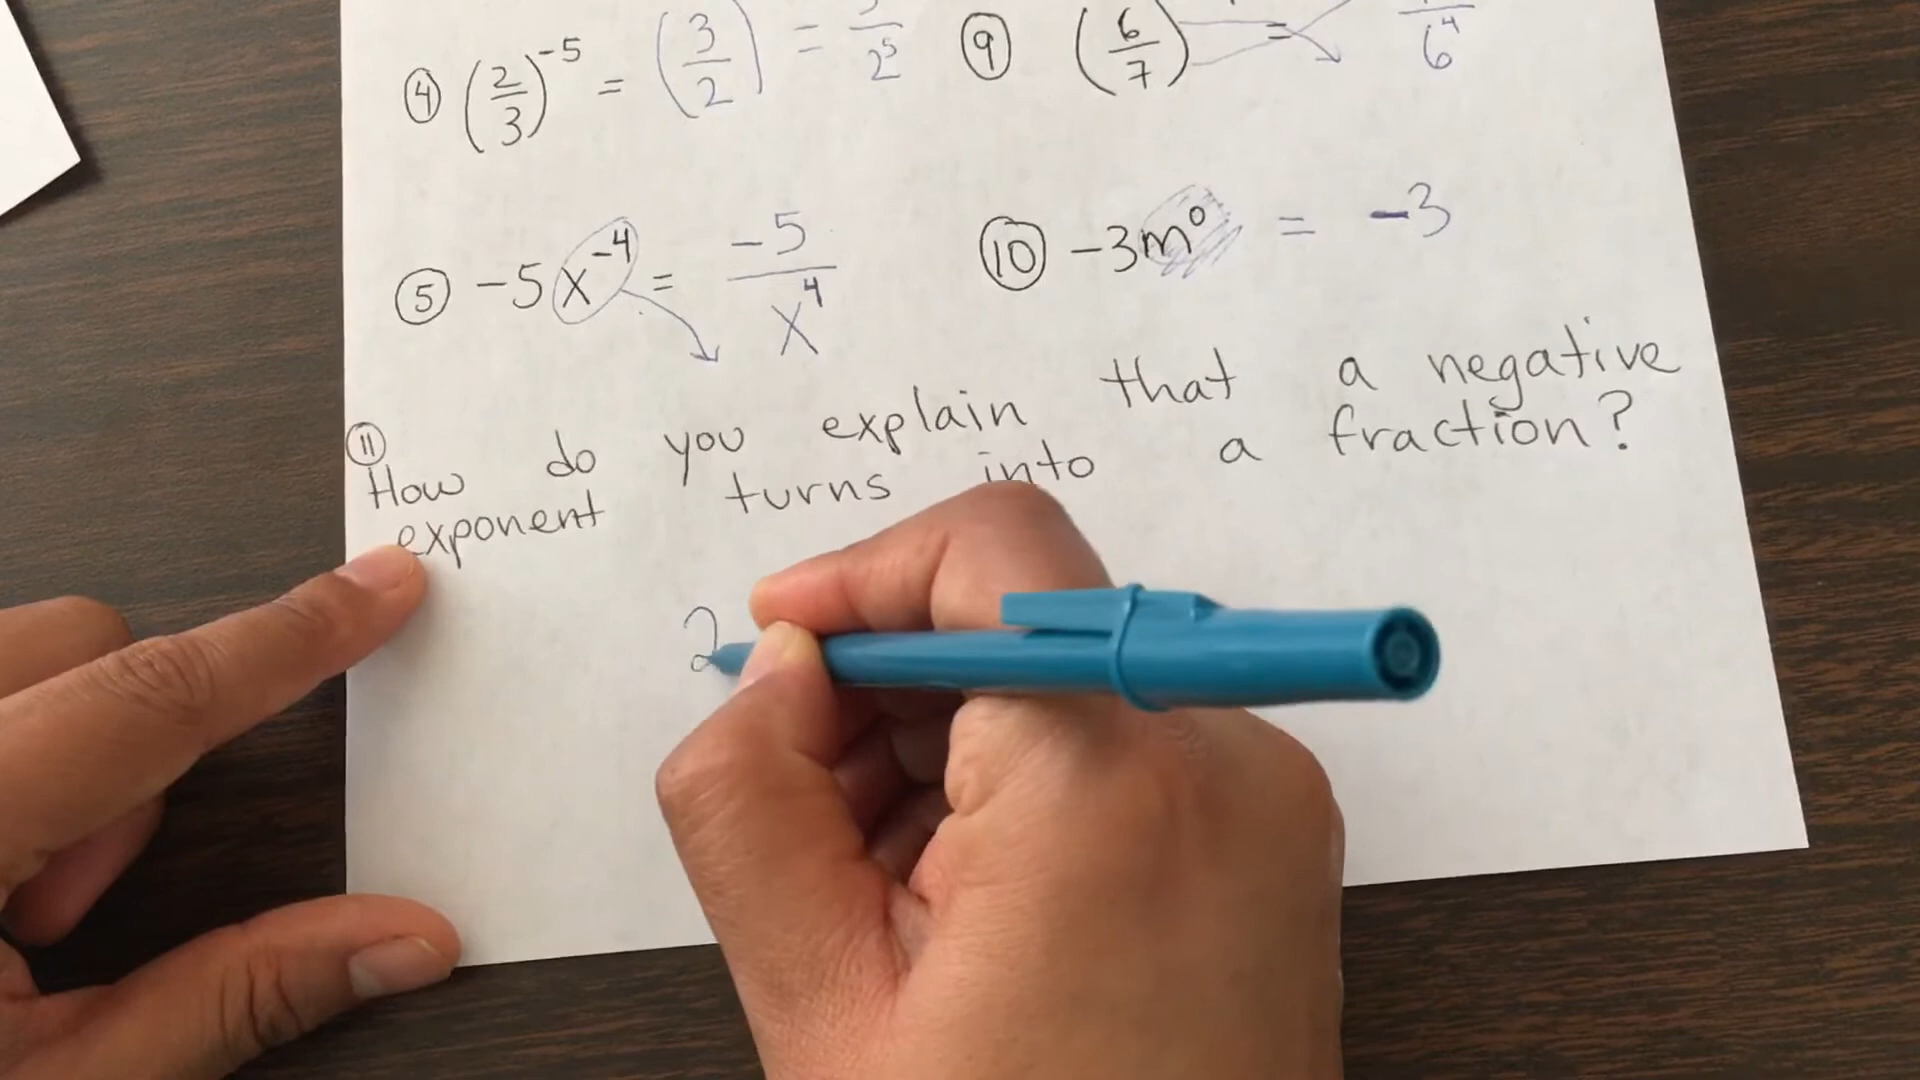 ④ (2/3)^-5 = (3/2) = /2^5
⑨ (6/7) = /6^4
⑤ -5x^-4 = -5/x^4
⑩ -3m^0 = -3
⑪
How do you explain that a negative
exponent turns into a fraction?
2